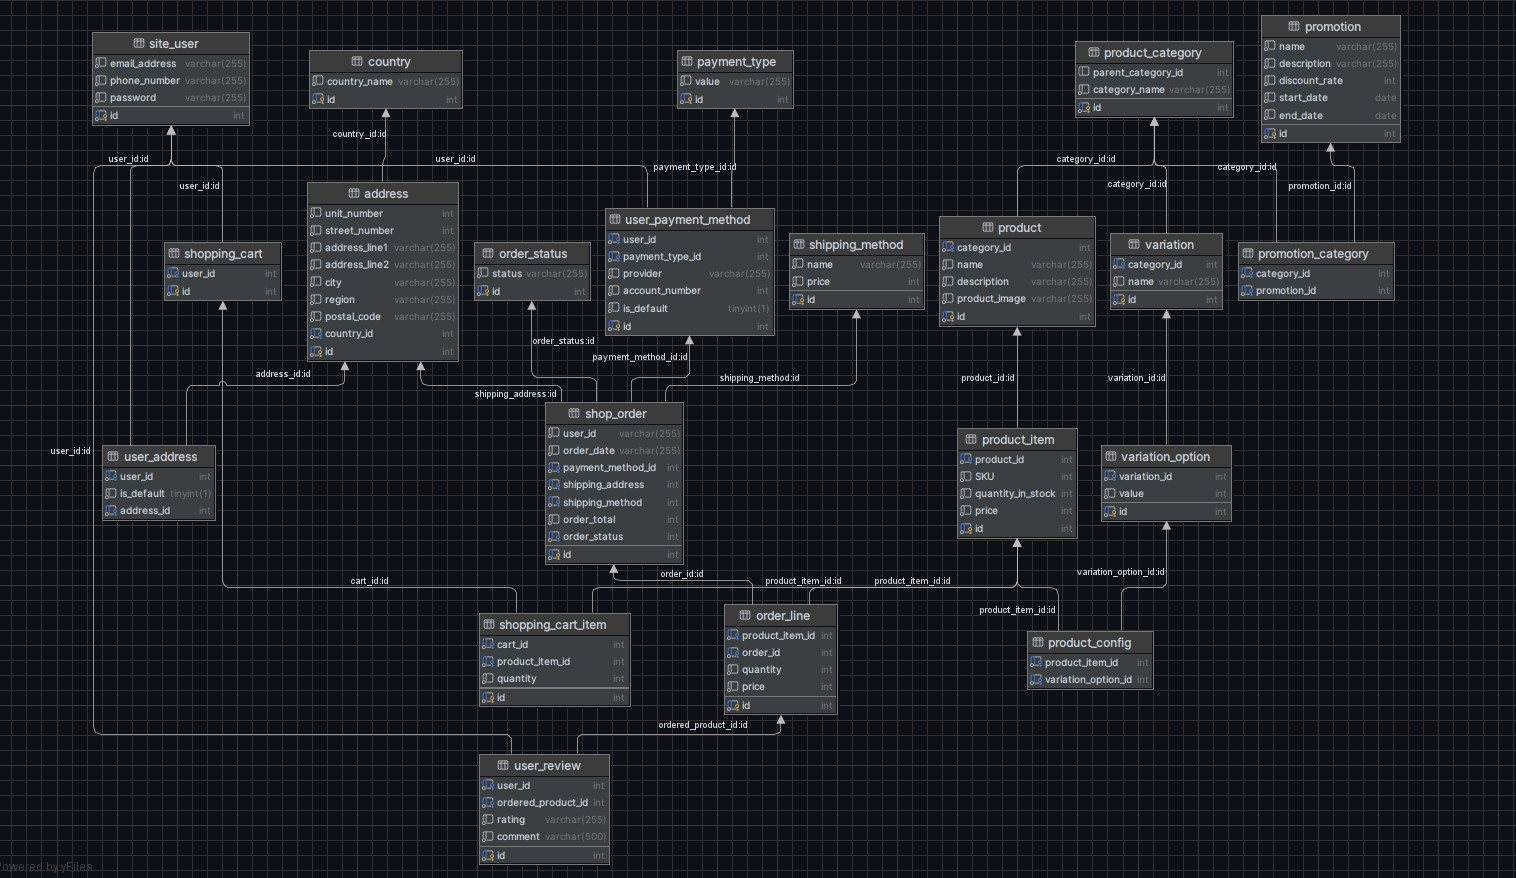 site_user
email_address varchar(255)
phone_number varchar(255)
password varchar(255)
id int
country
country_name varchar(255)
id int
payment_type
value varchar(255)
id int
product_category
parent_category_id int
category_name varchar(255)
id int
promotion
name varchar(255)
description varchar(255)
discount_rate int
start_date date
end_date date
id int
country_id:id
user_id:id
user_id:id
user_id:id
payment_type_id:id
category_id:id
category_id:id
category_id:id
promotion_id:id
address
unit_number int
street_number int
address_line1 varchar(255)
address_line2 varchar(255)
city varchar(255)
region varchar(255)
postal_code varchar(255)
country_id int
id int
shopping_cart
user_id int
id int
order_status
status varchar(255)
id int
user_payment_method
user_id int
payment_type_id int
provider varchar(255)
account_number int
is_default tinyint(1)
id int
shipping_method
name varchar(255)
price int
id int
product
category_id int
name varchar(255)
description varchar(255)
product_image varchar(255)
id int
variation
category_id int
name varchar(255)
id int
promotion_category
category_id int
promotion_id int
order_status:id
payment_method_id:id
address_id:id
shipping_method:id
shipping_address:id
product_id:id
variation_id:id
user_id:id
user_address
user_id int
is_default tinyint(1)
address_id int
shop_order
user_id varchar(255)
order_date varchar(255)
payment_method_id int
shipping_address int
shipping_method int
order_total int
order_status int
id int
product_item
product_id int
SKU int
quantity_in_stock int
price int
id int
variation_option
variation_id int
value int
id int
cart_id:id
order_id:id
product_item_id:id
product_item_id:id
variation_option_id:id
product_item_id:id
shopping_cart_item
cart_id int
product_item_id int
quantity int
id int
order_line
product_item_id int
order_id int
quantity int
price int
id int
product_config
product_item_id int
variation_option_id int
ordered_product_id:id
user_review
user_id int
ordered_product_id int
rating varchar(255)
comment varchar(500)
id int
Powered by yFiles